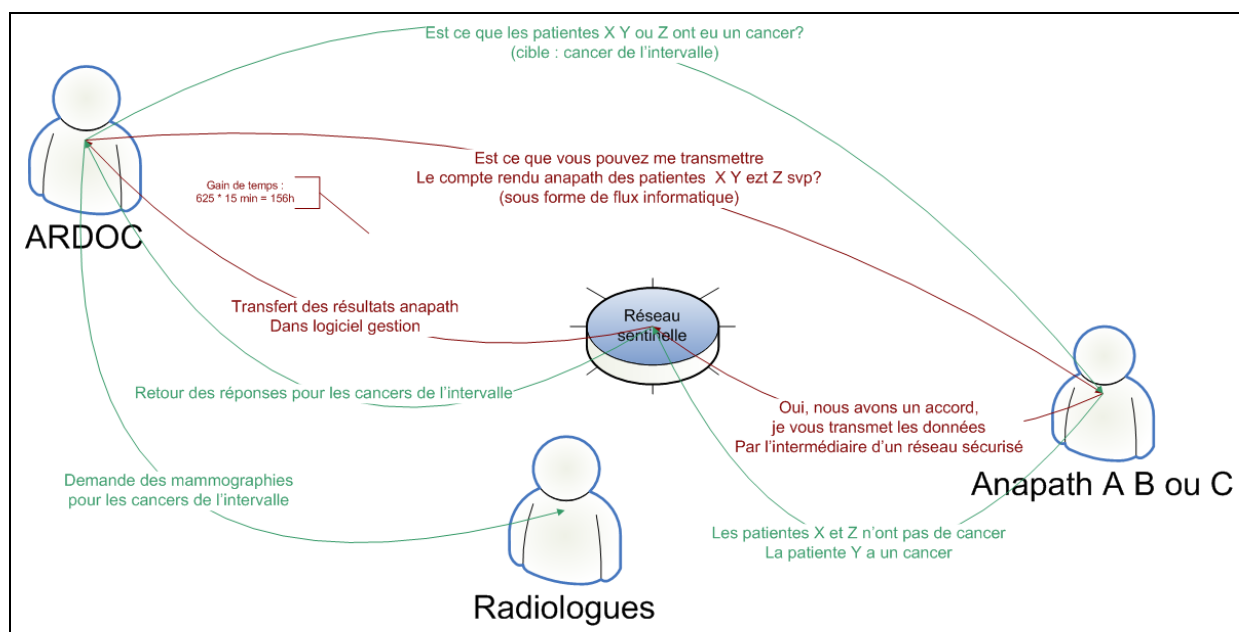 Est ce que les patientes X Y ou Z ont eu un cancer?
(cible : cancer de l'intervalle)
Est ce que vous pouvez me transmettre
Le compte rendu anapath des patientes X Y ezt Z svp?
(sous forme de flux informatique)
Gain de temps :
625 * 15 min = 156h
ARDOC
Transfert des résultats anapath
Dans logiciel gestion
Réseau
sentinelle
Retour des réponses pour les cancers de l'intervalle
Oui, nous avons un accord,
je vous transmet les données
Par l'intermédiaire d'un réseau sécurisé
Anapath A B ou C
Demande des mammographies
pour les cancers de l'intervalle
Les patientes X et Z n'ont pas de cancer
La patiente Y a un cancer
Radiologues